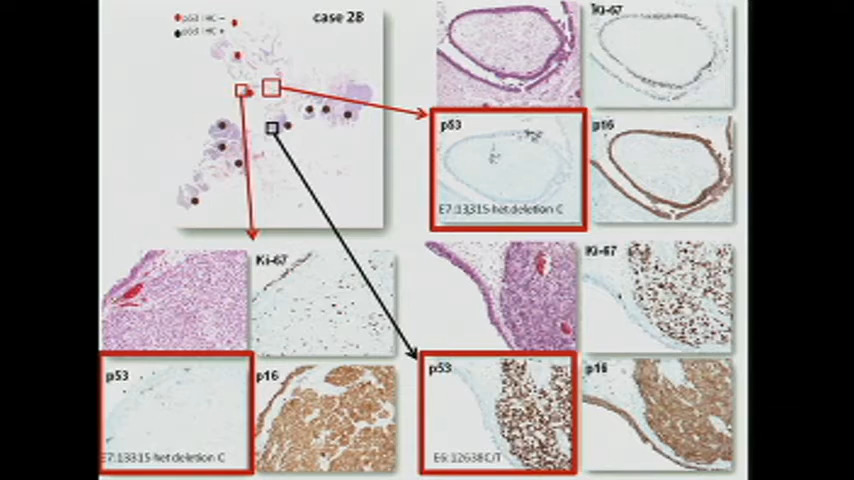 p53 IHC −
p53 IHC +
case 28
Ki-67
p53
p16
E7:13315-het deletion C
Ki-67
Ki-67
p53
p16
p53
p16
E7:13315-het deletion C
E6:12638C/T